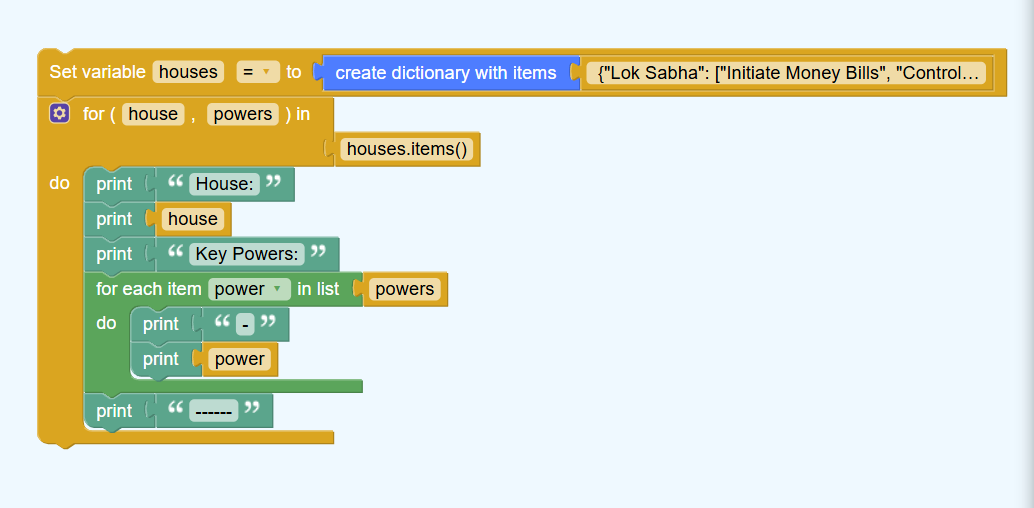 Set variable houses = to create dictionary with items {"Lok Sabha": ["Initiate Money Bills", "Control...
for ( house , powers ) in
houses.items()
do print “ House: ”
print house
print “ Key Powers: ”
for each item power in list powers
do print “ - ”
print power
print “ ------ ”